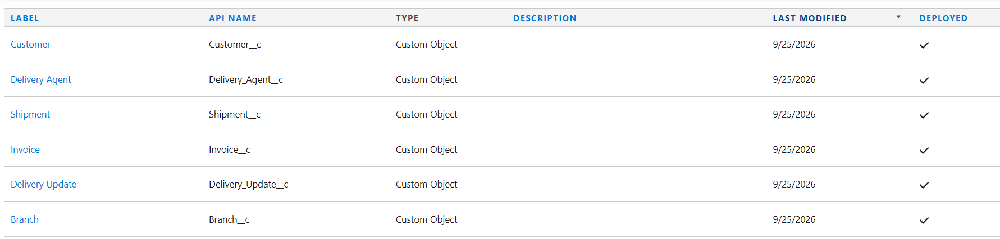 LABEL API NAME TYPE DESCRIPTION LAST MODIFIED DEPLOYED
Customer Customer__c Custom Object 9/25/2026
Delivery Agent Delivery_Agent__c Custom Object 9/25/2026
Shipment Shipment__c Custom Object 9/25/2026
Invoice Invoice__c Custom Object 9/25/2026
Delivery Update Delivery_Update__c Custom Object 9/25/2026
Branch Branch__c Custom Object 9/25/2026